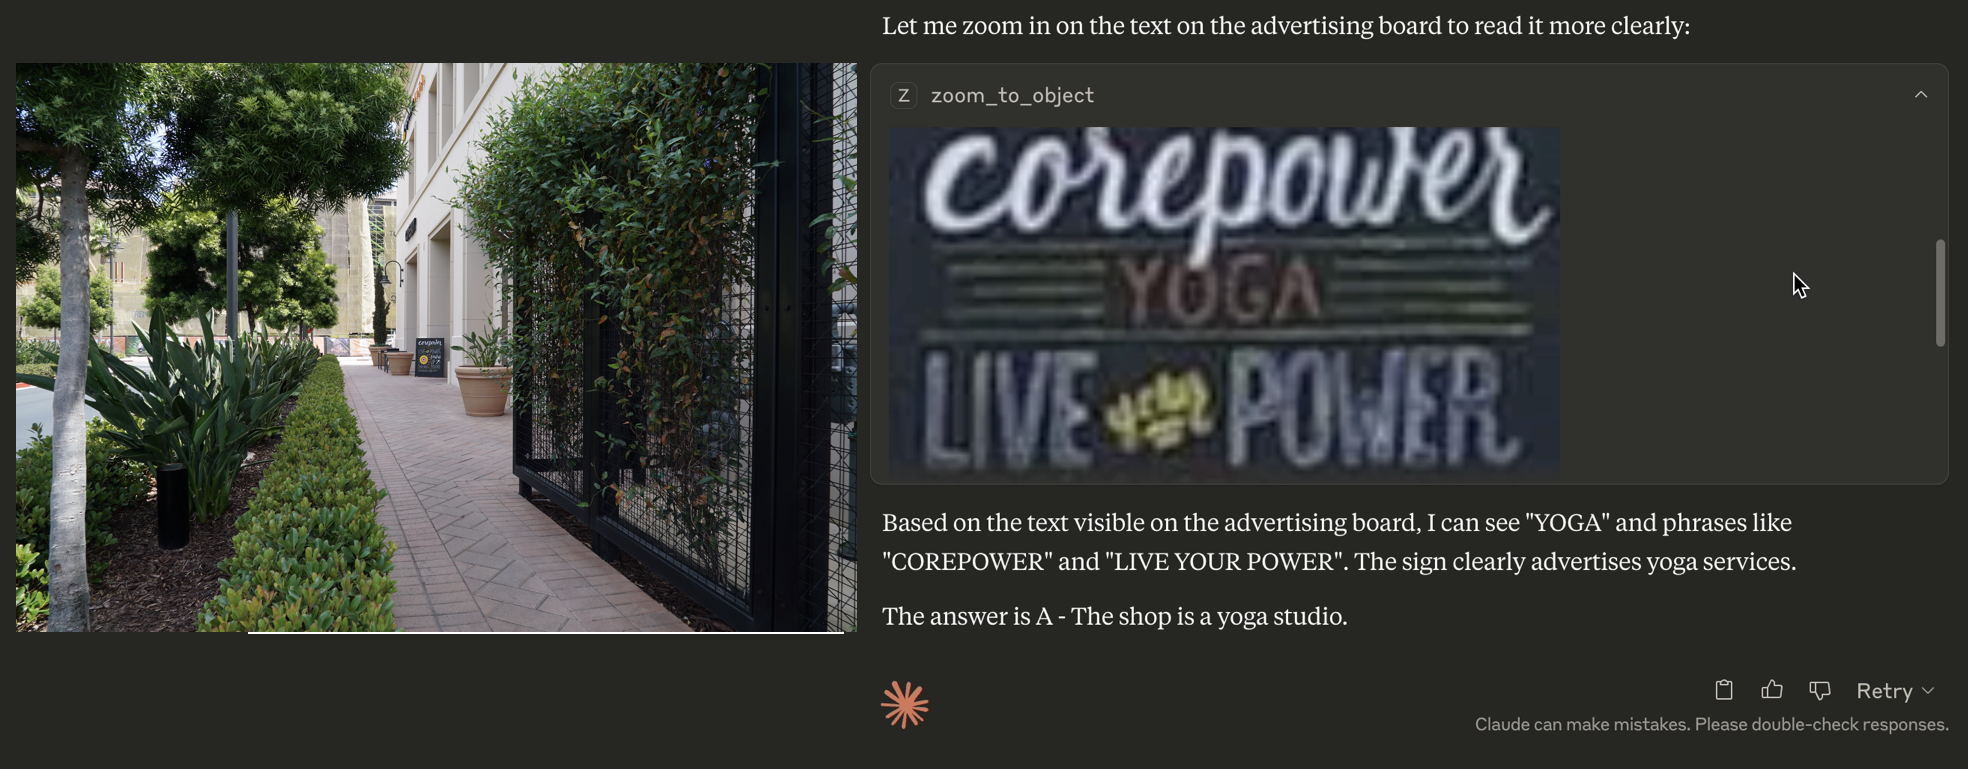 Let me zoom in on the text on the advertising board to read it more clearly:
Z zoom_to_object
corepower
YOGA
LIVE your POWER
corepower
Based on the text visible on the advertising board, I can see "YOGA" and phrases like
"COREPOWER" and "LIVE YOUR POWER". The sign clearly advertises yoga services.
The answer is A - The shop is a yoga studio.
Retry
Claude can make mistakes. Please double-check responses.